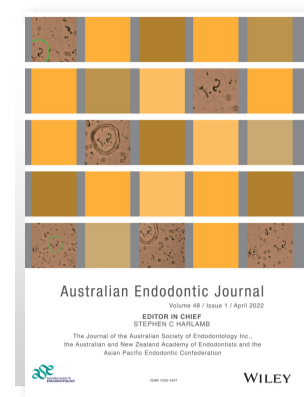 Australian Endodontic Journal
Volume 48 / Issue 1 / April 2022
EDITOR IN CHIEF
STEPHEN C HARLAMB
The Journal of the Australian Society of Endodontology Inc.,
the Australian and New Zealand Academy of Endodontists and the
Asian Pacific Endodontic Confederation
WILEY